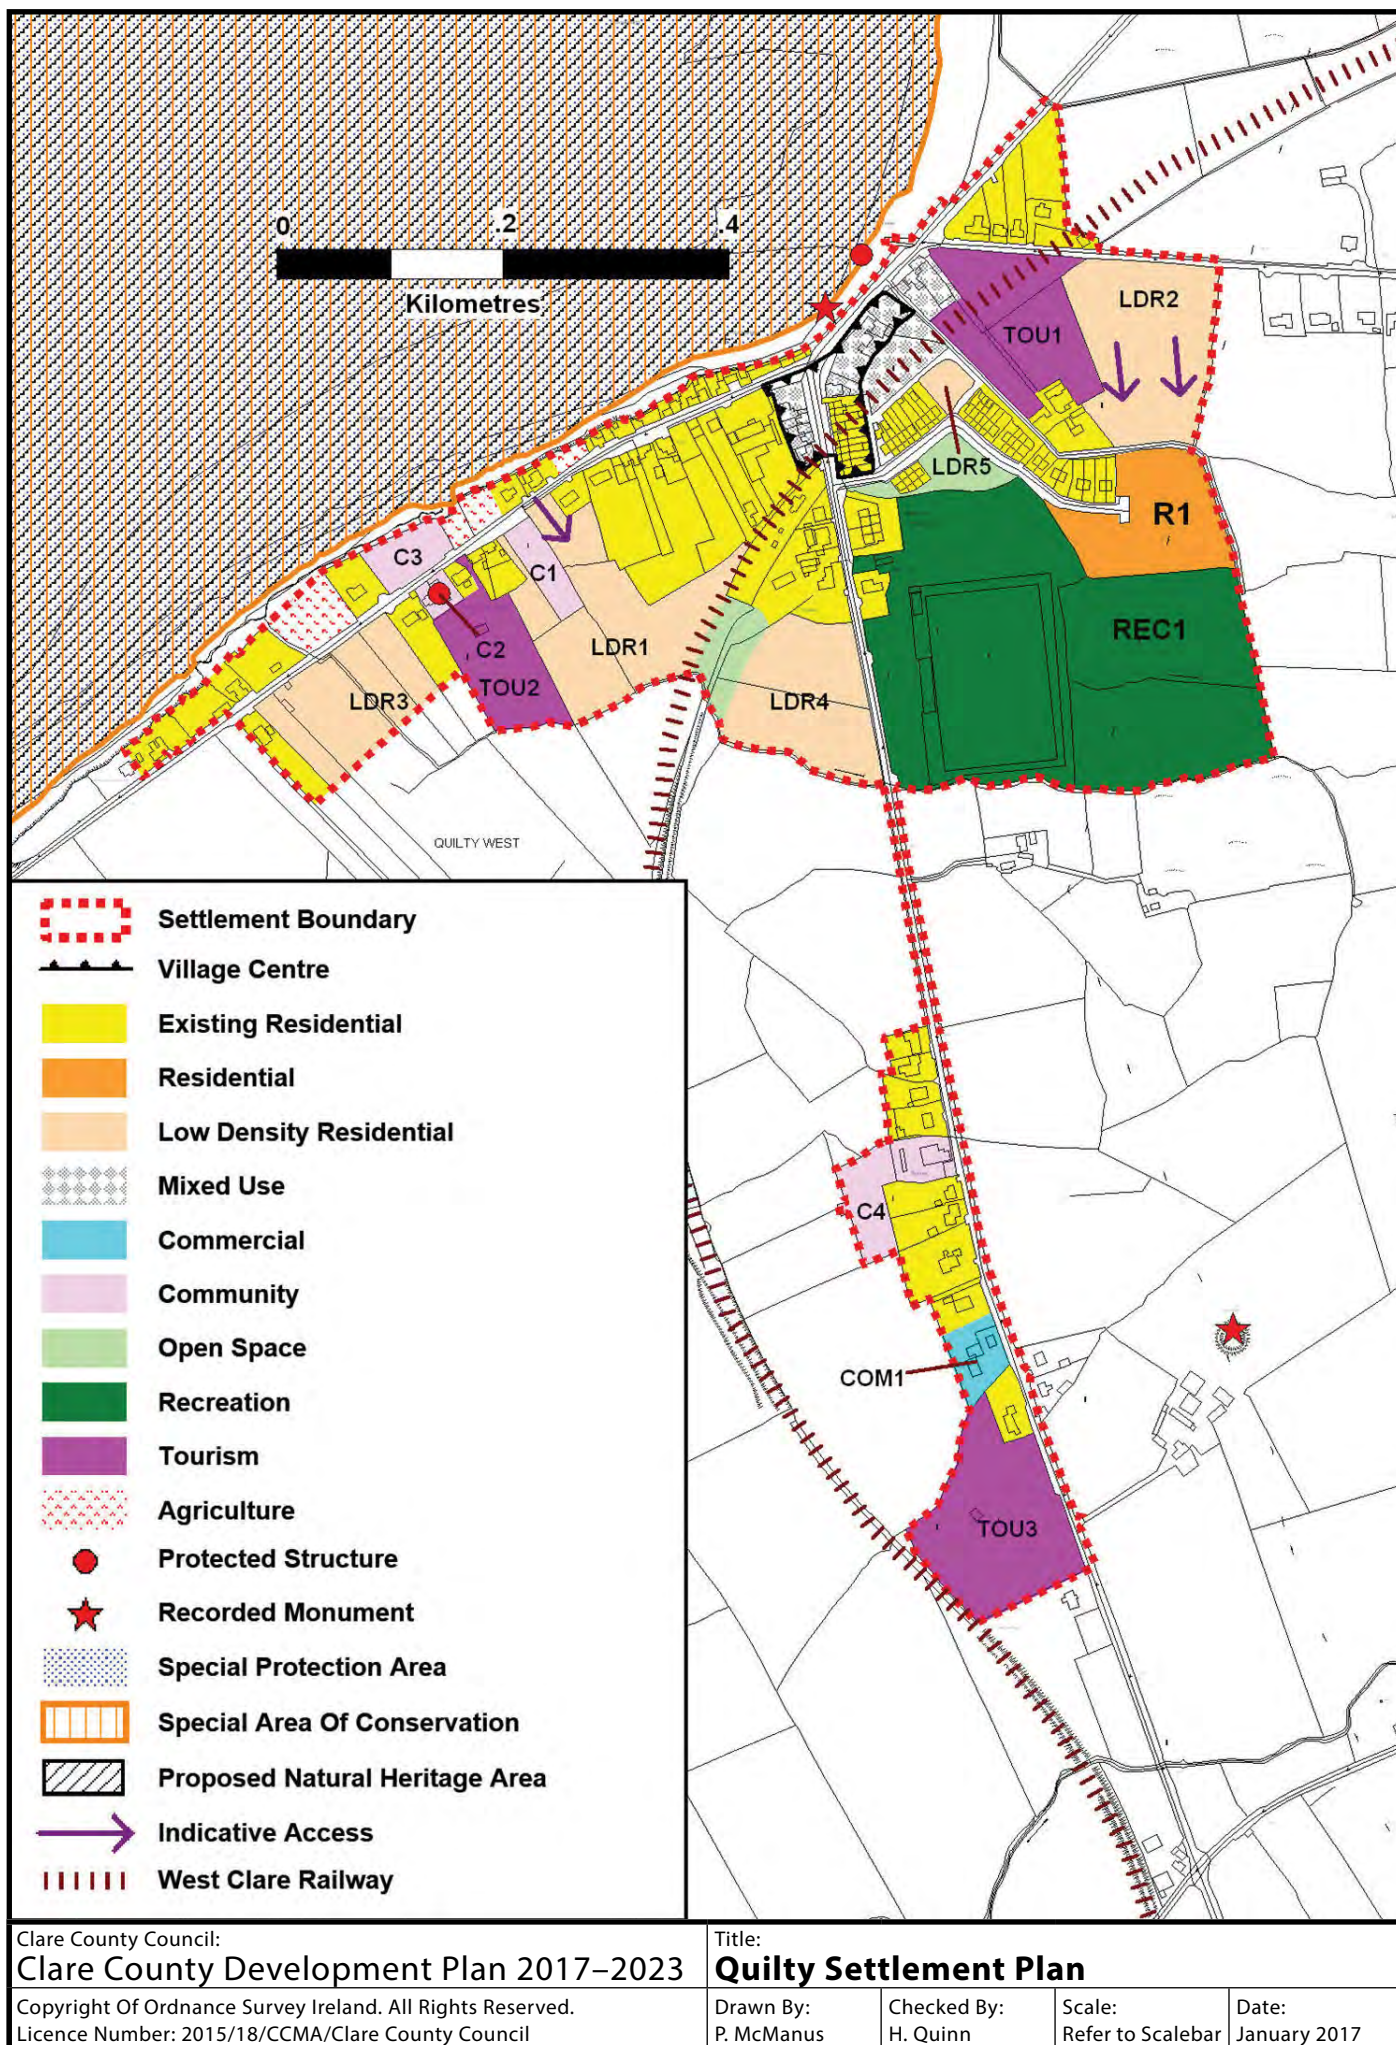 0 .2 .4
Kilometres
LDR2
TOU1
LDR5
R1
C3
C1
REC1
C2
LDR1
TOU2
LDR3
LDR4
QUILTY WEST
Settlement Boundary
Village Centre
Existing Residential
Residential
Low Density Residential
Mixed Use
Commercial
Community
Open Space
Recreation
Tourism
Agriculture
Protected Structure
Recorded Monument
Special Protection Area
Special Area Of Conservation
Proposed Natural Heritage Area
Indicative Access
West Clare Railway
C4
COM1
TOU3
Clare County Council:
Clare County Development Plan 2017–2023
Copyright Of Ordnance Survey Ireland. All Rights Reserved.
Licence Number: 2015/18/CCMA/Clare County Council
Title:
Quilty Settlement Plan
Drawn By:
P. McManus
Checked By:
H. Quinn
Scale:
Refer to Scalebar
Date:
January 2017